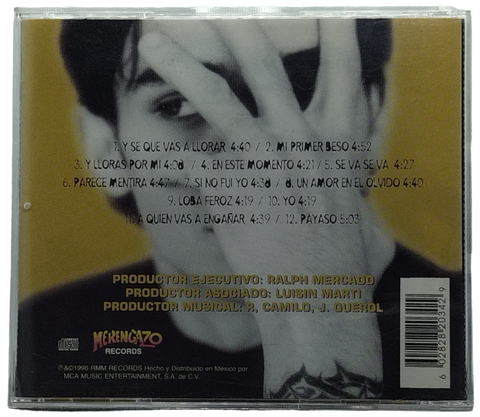 1. Y SE QUE VAS A LLORAR 4:40 / 2. MI PRIMER BESO 4:52
3. Y LLORAS POR MI 4:08 / 4. EN ESTE MOMENTO 4:21 / 5. SE VA SE VA 4:27
6. PARECE MENTIRA 4:47 / 7. SI NO FUI YO 4:38 / 8. UN AMOR EN EL OLVIDO 4:40
9. LOBA FEROZ 4:19 / 10. YO 4:19
11. A QUIEN VAS A ENGAÑAR 4:39 / 12. PAYASO 5:03
PRODUCTOR EJECUTIVO: RALPH MERCADO
PRODUCTOR ASOCIADO: LUISIN MARTI
PRODUCTOR MUSICAL: R. CAMILO, J. QUEROL
MERENGAZO
RECORDS
℗&©1996 RMM RECORDS Hecho y Distribuido en México por
MCA MUSIC ENTERTAINMENT, S.A. de C.V.
6 02828 20342 9